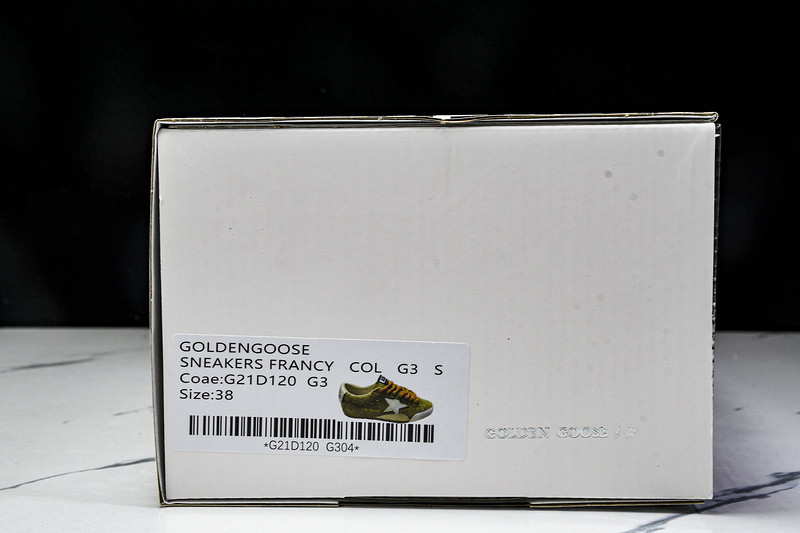 GOLDENGOOSE
SNEAKERS FRANCY COL G3 S
Coae:G21D120 G3
Size:38
*G21D120 G304*
GOLDEN GOOSE